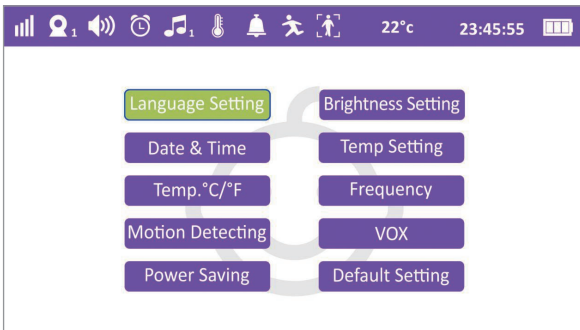 1 1 22°c 23:45:55
Language Setting Brightness Setting
Date & Time Temp Setting
Temp.°C/°F Frequency
Motion Detecting VOX
Power Saving Default Setting